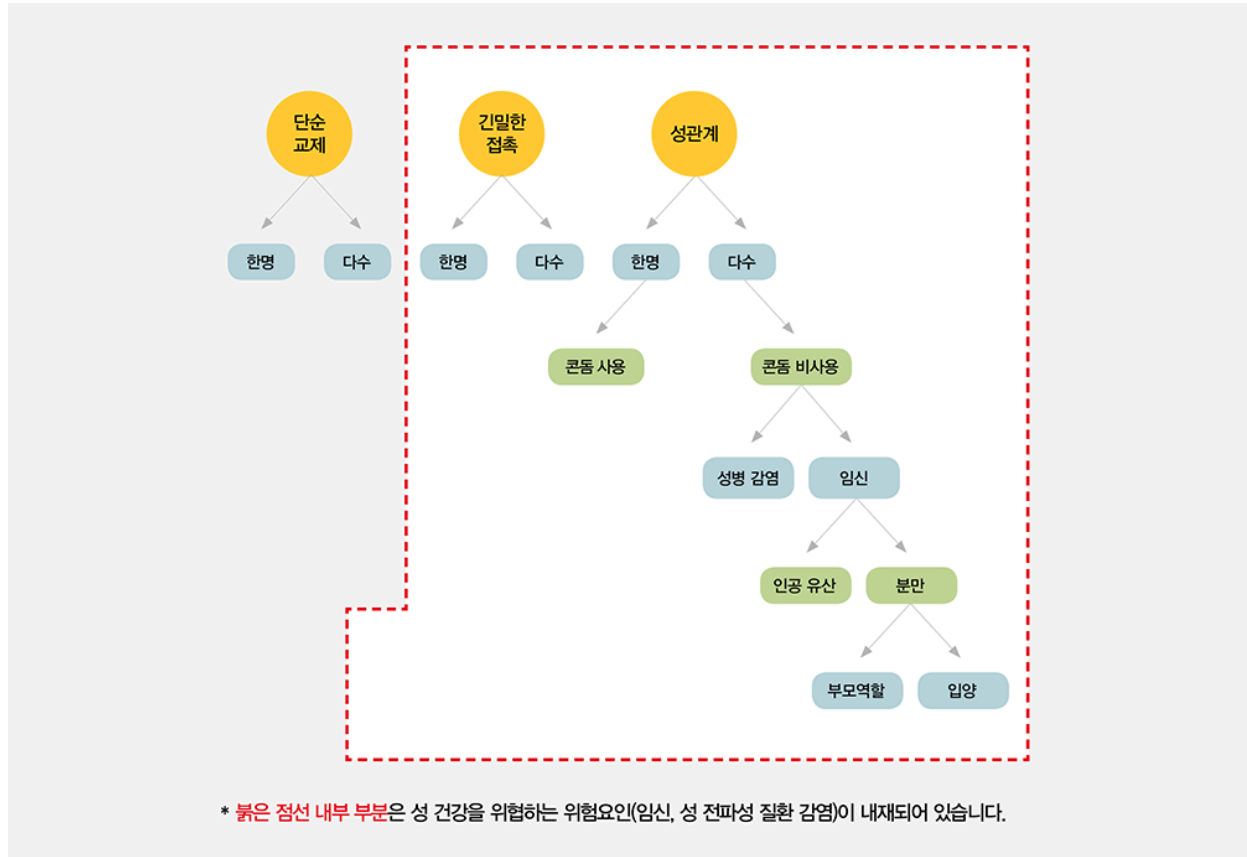 단순
교제
긴밀한
접촉
성관계
한명
다수
한명
다수
한명
다수
콘돔 사용
콘돔 비사용
성병 감염
임신
인공 유산
분만
부모역할
입양
* 붉은 점선 내부 부분은 성 건강을 위협하는 위험요인(임신, 성 전파성 질환 감염)이 내재되어 있습니다.